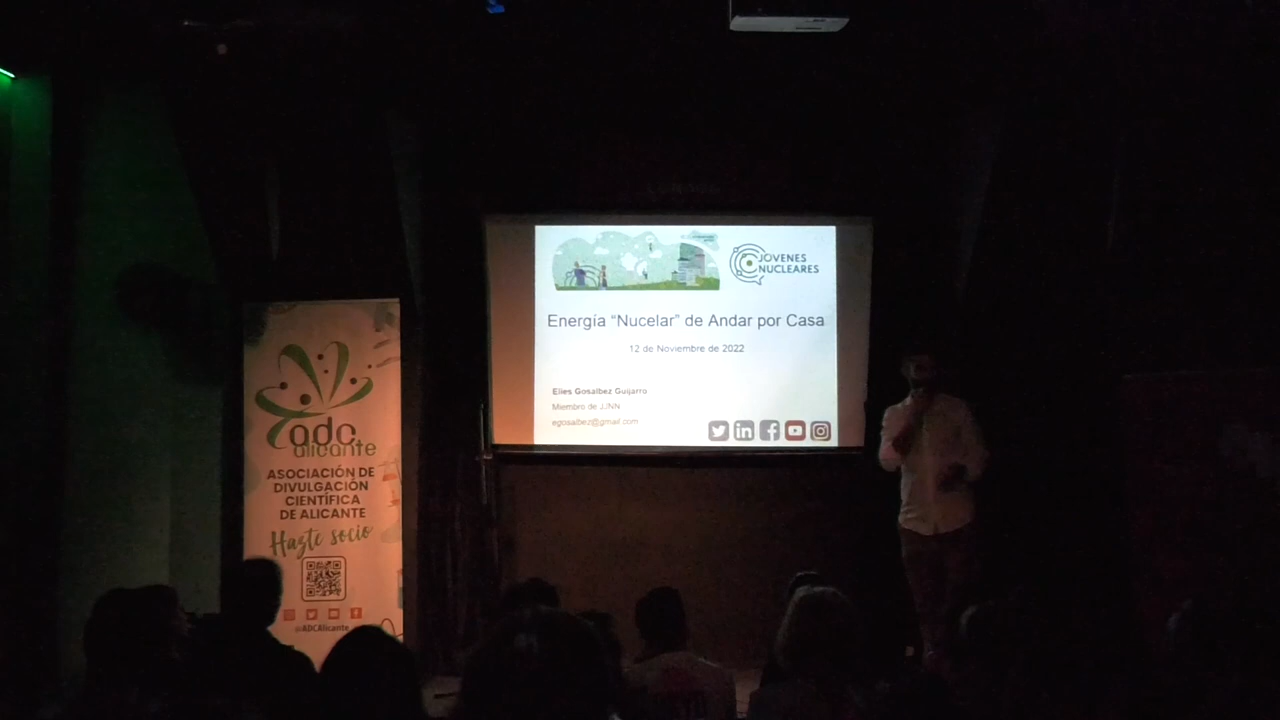 JÓVENES
NUCLEARES
Energía “Nucelar” de Andar por Casa
12 de Noviembre de 2022
Elies Gosalbez Guijarro
Miembro de JJNN
egosalbez@gmail.com
adc
alicante
ASOCIACIÓN DE
DIVULGACIÓN
CIENTÍFICA
DE ALICANTE
Hazte socio
@ADCAlicante